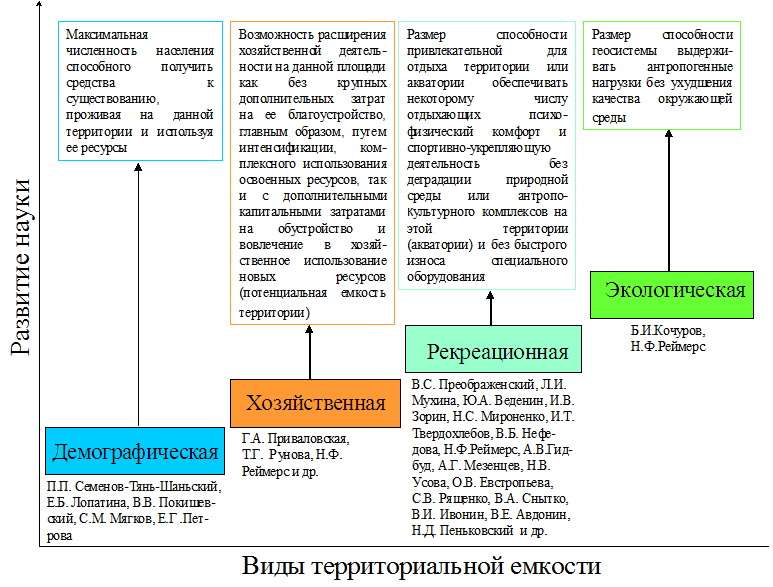 Развитие науки
Максимальная
численность населения
способного получить
средства к
существованию,
проживая на данной
территории и используя
ее ресурсы
Демографическая
П.П. Семенов-Тянь-Шаньский,
Е.Б. Лопатина, В.В. Покишев-
ский, С.М. Мягков, Е.Г .Пет-
рова
Возможность расширения
хозяйственной деятель-
ности на данной площади
как без крупных
дополнительных затрат
на ее благоустройство,
главным образом, путем
интенсификации, ком-
плексного использования
освоенных ресурсов, так
и с дополнительными
капитальными затратами
на обустройство и
вовлечение в хозяй-
ственное использование
новых ресурсов
(потенциальная емкость
территории)
Хозяйственная
Г.А. Приваловская,
Т.Г. Рунова, Н.Ф.
Реймерс и др.
Размер способности
привлекательной для
отдыха территории или
акватории обеспечивать
некоторому числу
отдыхающих психо-
физический комфорт и
спортивно-укрепляющую
деятельность без
деградации природной
среды или антропо-
культурного комплексов на
этой территории
(акватории) и без быстрого
износа специального
оборудования
Рекреационная
В.С. Преображенский, Л.И.
Мухина, Ю.А. Веденин, И.В.
Зорин, Н.С. Мироненко, И.Т.
Твердохлебов, В.Б. Нефе-
дова, Н.Ф.Реймерс, А.В.Гид-
буд, А.Г. Мезенцев, Н.В.
Усова, О.В. Евстропьева,
С.В. Рященко, В.А. Снытко,
В.И. Ивонин, В.Е. Авдонин,
Н.Д. Пеньковский и др.
Размер способности
геосистемы выдержи-
вать антропогенные
нагрузки без ухудшения
качества окружающей
среды
Экологическая
Б.И.Кочуров,
Н.Ф.Реймерс
Виды территориальной емкости